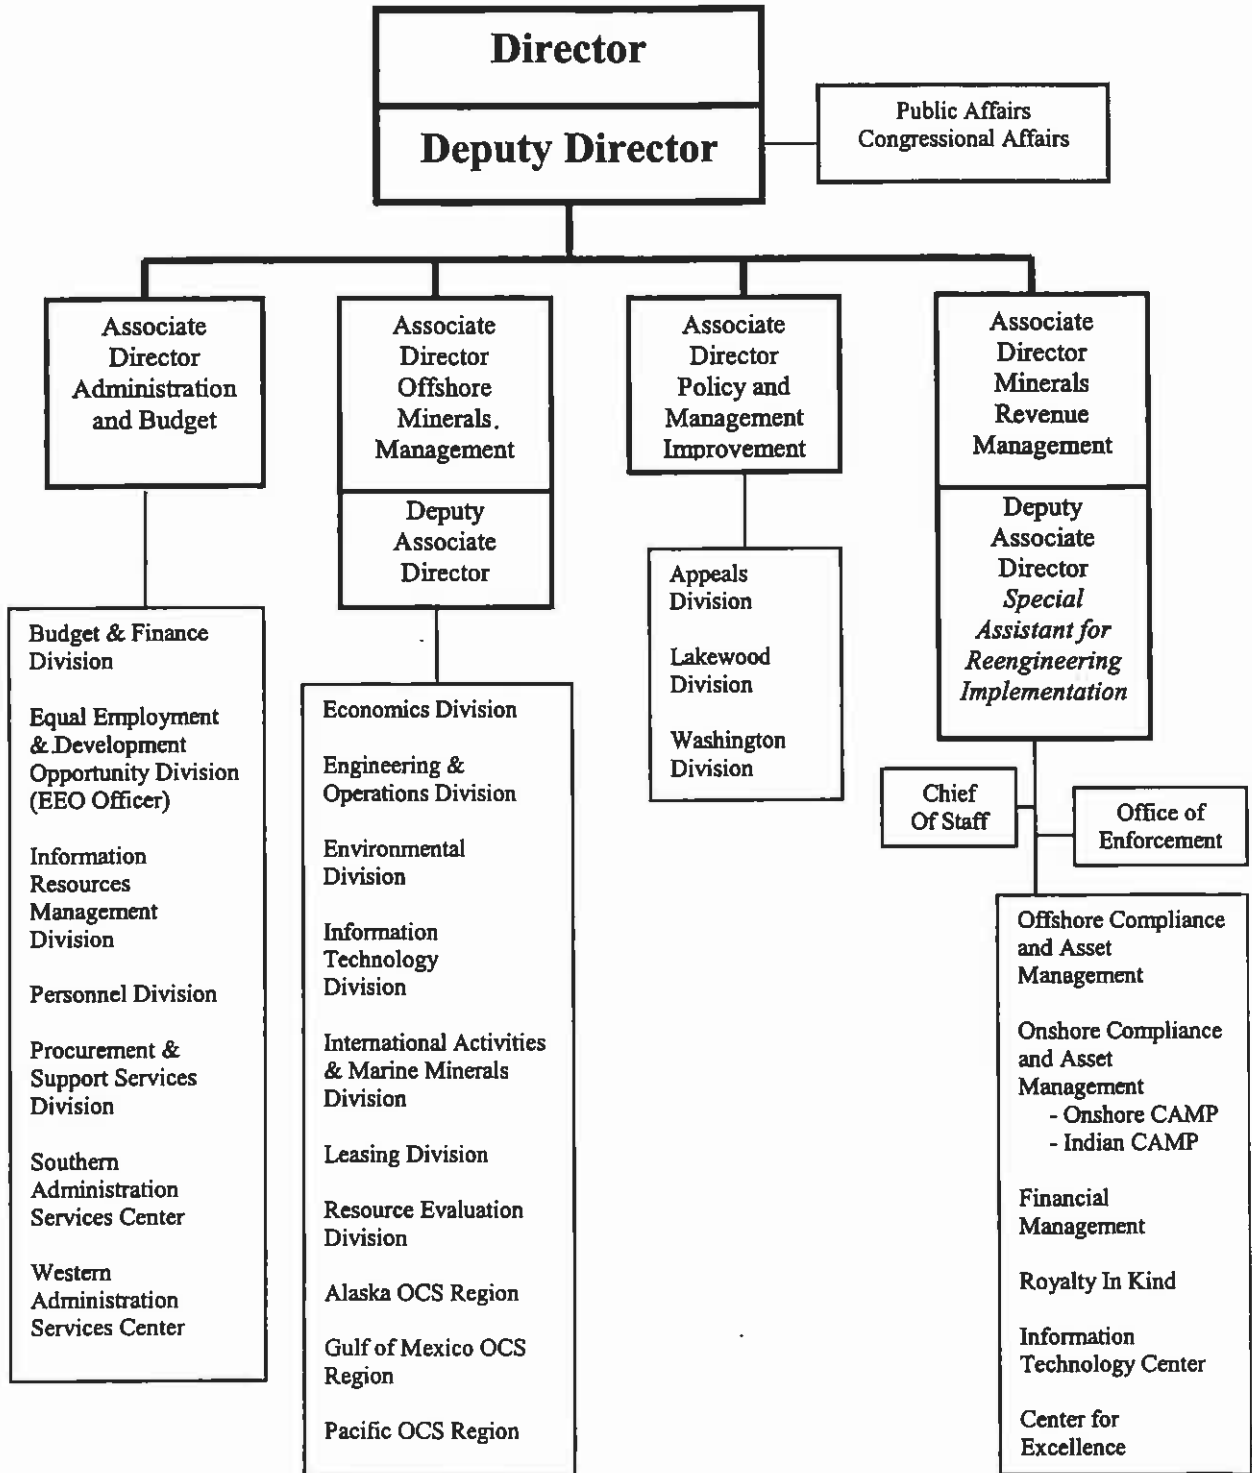 Director
Deputy Director
Public Affairs
Congressional Affairs
Associate
Director
Administration
and Budget
Associate
Director
Offshore
Minerals.
Management
Deputy
Associate
Director
Associate
Director
Policy and
Management
Improvement
Associate
Director
Minerals
Revenue
Management
Deputy
Associate
Director
Special
Assistant for
Reengineering
Implementation
Budget & Finance
Division
Equal Employment
& Development
Opportunity Division
(EEO Officer)
Information
Resources
Management
Division
Personnel Division
Procurement &
Support Services
Division
Southern
Administration
Services Center
Western
Administration
Services Center
Economics Division
Engineering &
Operations Division
Environmental
Division
Information
Technology
Division
International Activities
& Marine Minerals
Division
Leasing Division
Resource Evaluation
Division
Alaska OCS Region
Gulf of Mexico OCS
Region
Pacific OCS Region
Appeals
Division
Lakewood
Division
Washington
Division
Chief
Of Staff
Office of
Enforcement
Offshore Compliance
and Asset
Management
Onshore Compliance
and Asset
Management
- Onshore CAMP
- Indian CAMP
Financial
Management
Royalty In Kind
Information
Technology Center
Center for
Excellence